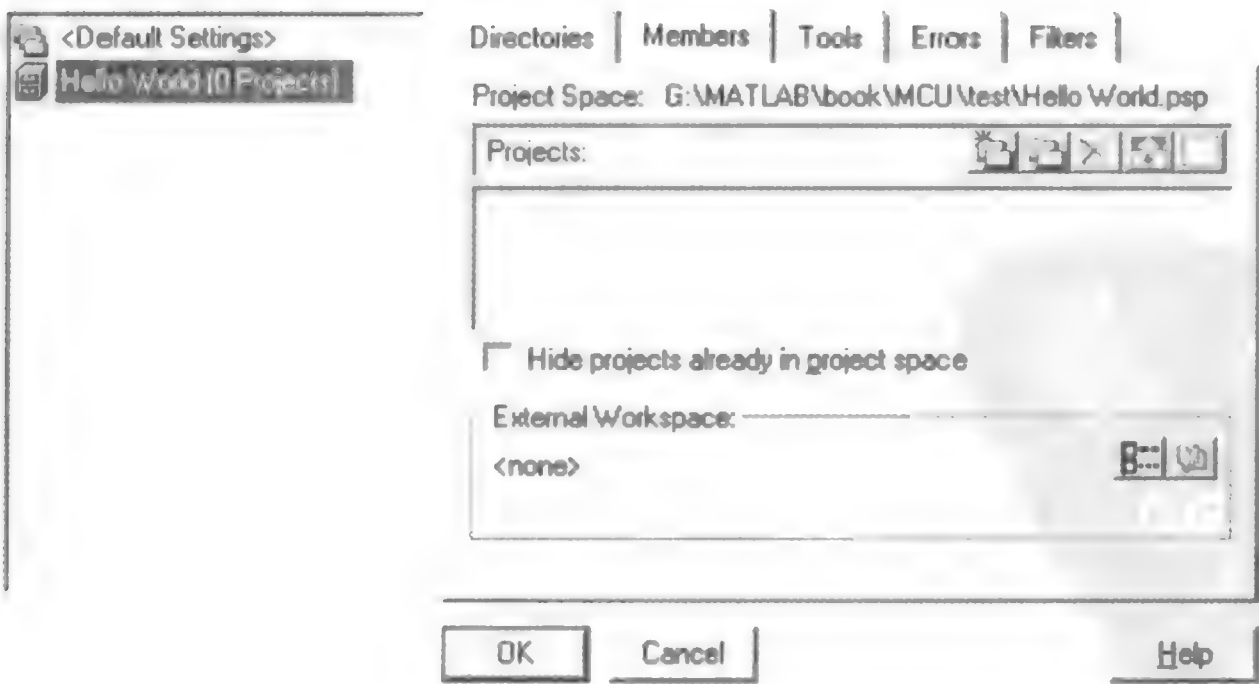 <Default Settings>
Hello World [0 Projects]
Directories
Members
Tools
Errors
Filters
Project Space: G:\MATLAB\book\MCU\test\Hello World.psp
Projects:
Hide projects already in project space
External Workspace:
<none>
OK
Cancel
Help